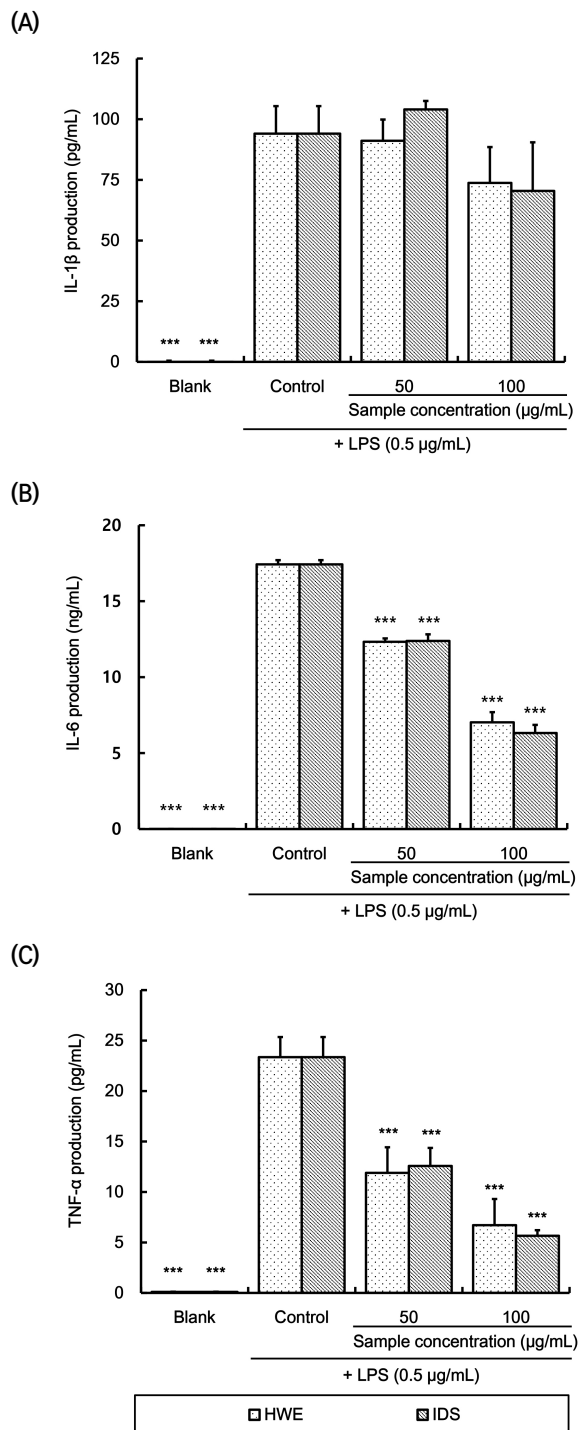 (A)
IL-1β production (pg/mL)
125
100
75
50
25
0
*** ***
Blank Control 50 100
Sample concentration (µg/mL)
+ LPS (0.5 µg/mL)
(B)
IL-6 production (ng/mL)
20
15
10
5
0
*** ***
*** ***
*** ***
Blank Control 50 100
Sample concentration (µg/mL)
+ LPS (0.5 µg/mL)
(C)
TNF-α production (pg/mL)
30
25
20
15
10
5
0
*** ***
*** ***
*** ***
Blank Control 50 100
Sample concentration (µg/mL)
+ LPS (0.5 µg/mL)
HWE IDS